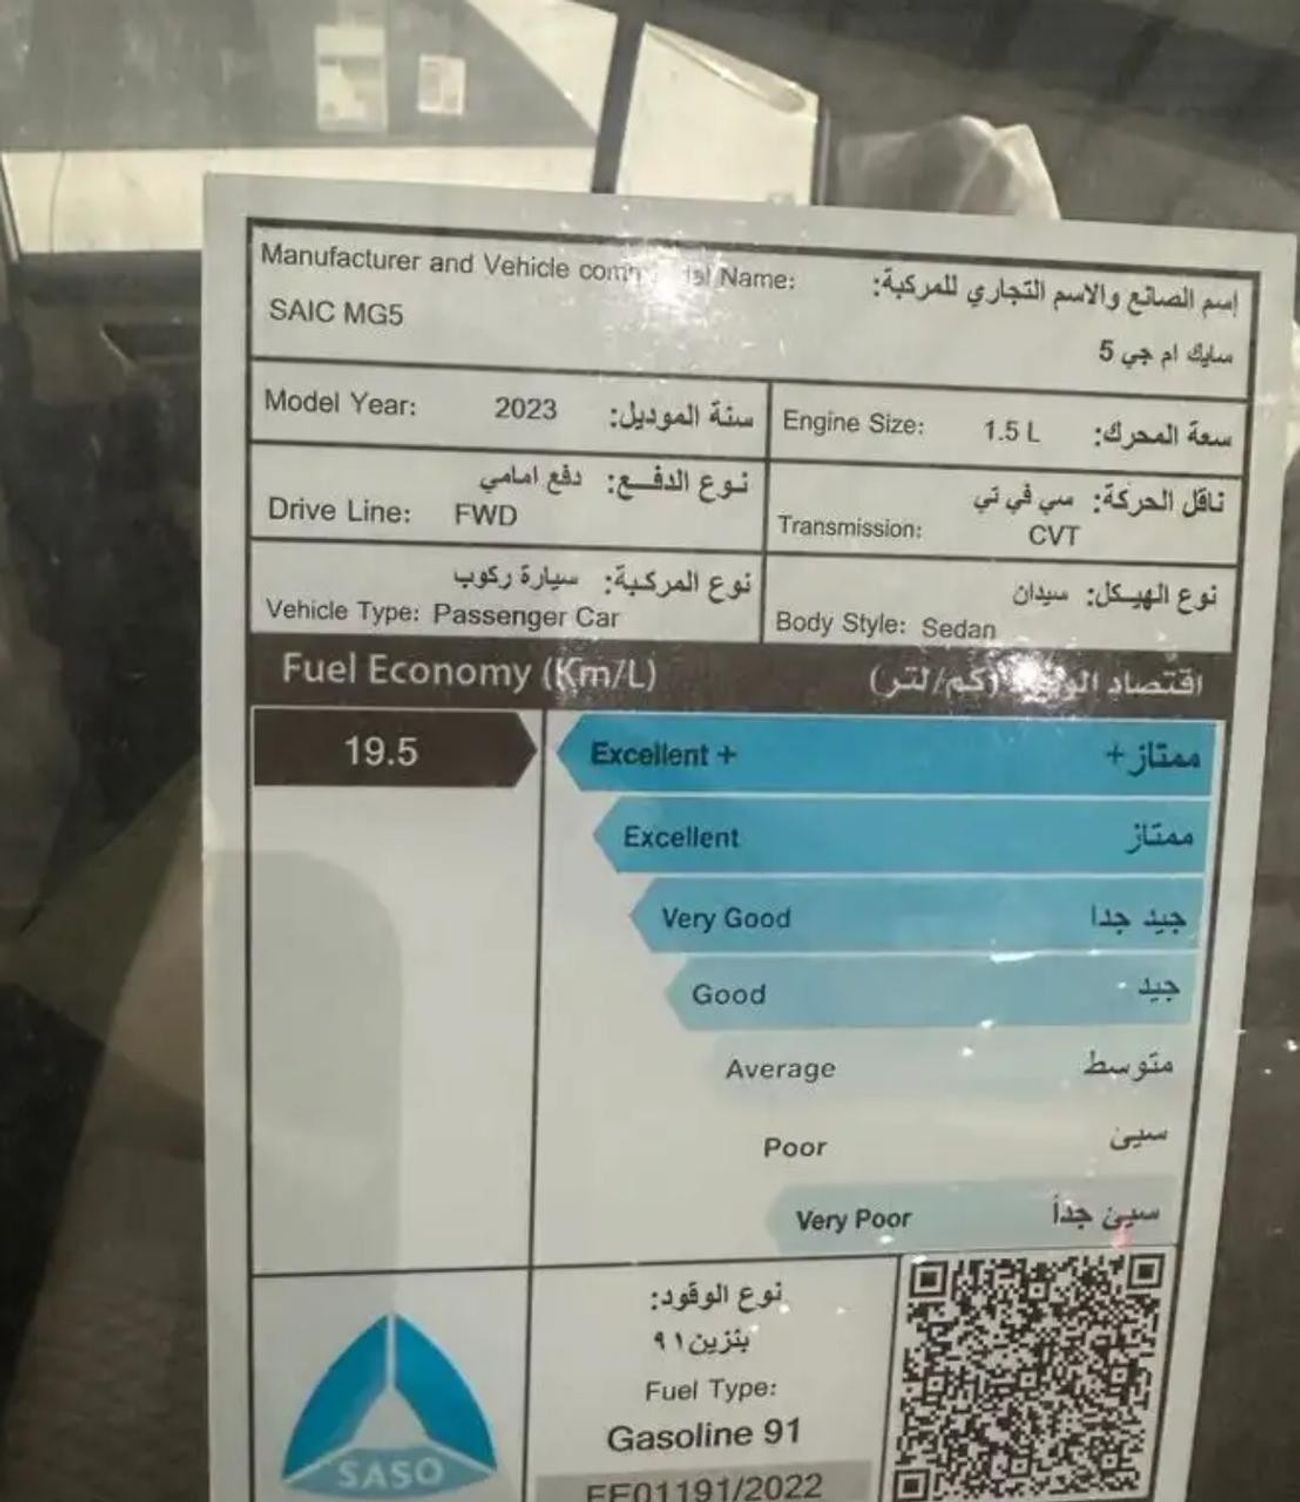 Manufacturer and Vehicle Name:
إسم الصانع والاسم التجاري للمركبة:
SAIC MG5
سايك ام جي 5
Model Year: 2023 سنة الموديل:
Engine Size: 1.5 L سعة المحرك:
نوع الدفع: دفع امامي
Drive Line: FWD
ناقل الحركة: سي في تي
Transmission: CVT
نوع المركبة: سيارة ركوب
Vehicle Type: Passenger Car
نوع الهيكل: سيدان
Body Style: Sedan
Fuel Economy (Km/L)
اقتصاد (كم/لتر)
19.5
Excellent + ممتاز+
Excellent ممتاز
Very Good جيد جدا
Good جيد
Average متوسط
Poor سيئ
Very Poor سيئ جداً
نوع الوقود:
بنزين ٩١
Fuel Type:
Gasoline 91
EE01191/2022
SASO